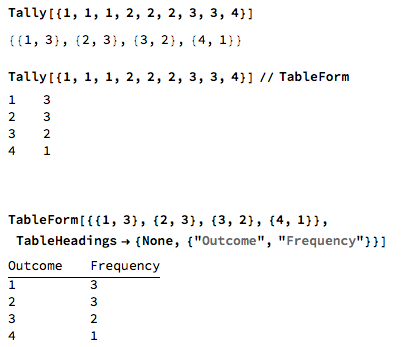 Tally[{1, 1, 1, 2, 2, 2, 3, 3, 4}]
{{1, 3}, {2, 3}, {3, 2}, {4, 1}}
Tally[{1, 1, 1, 2, 2, 2, 3, 3, 4}] // TableForm
1 3
2 3
3 2
4 1
TableForm[{{1, 3}, {2, 3}, {3, 2}, {4, 1}},
TableHeadings → {None, {"Outcome", "Frequency"}}]
Outcome Frequency
1 3
2 3
3 2
4 1